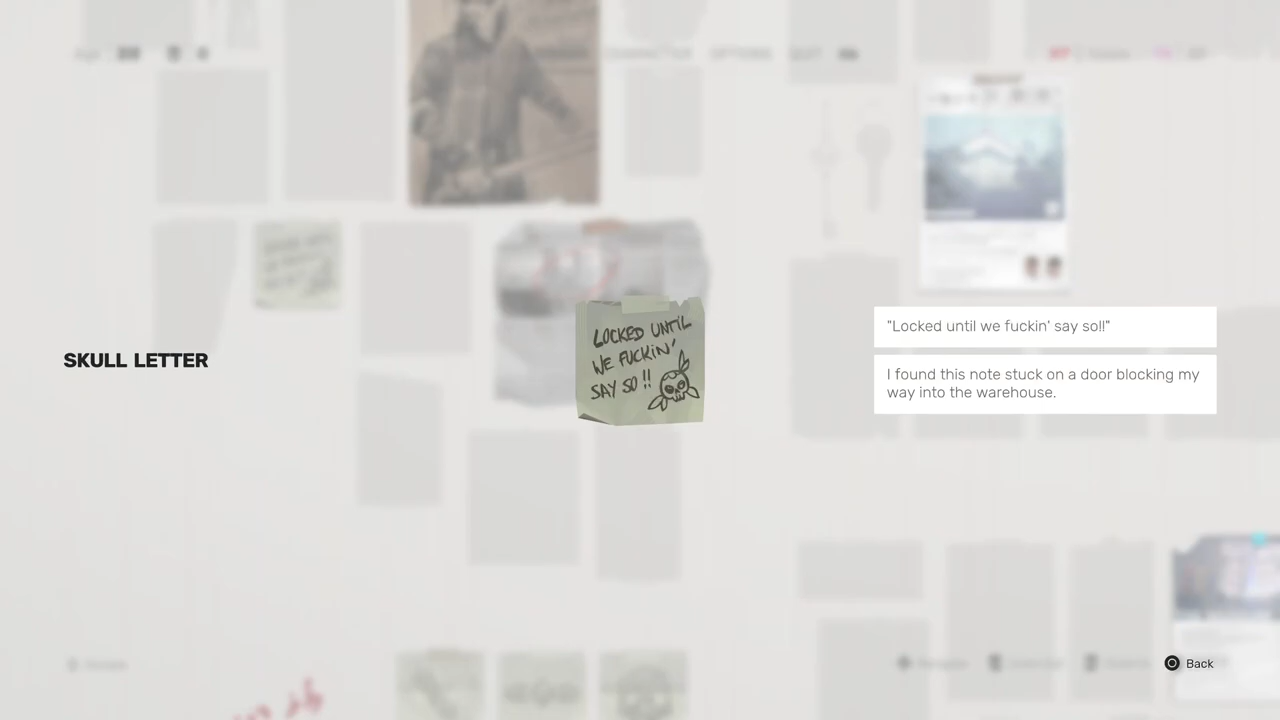 SKULL LETTER
LOCKED UNTIL
WE FUCKIN'
SAY SO!!
"Locked until we fuckin' say so!!"
I found this note stuck on a door blocking my
way into the warehouse.
Back